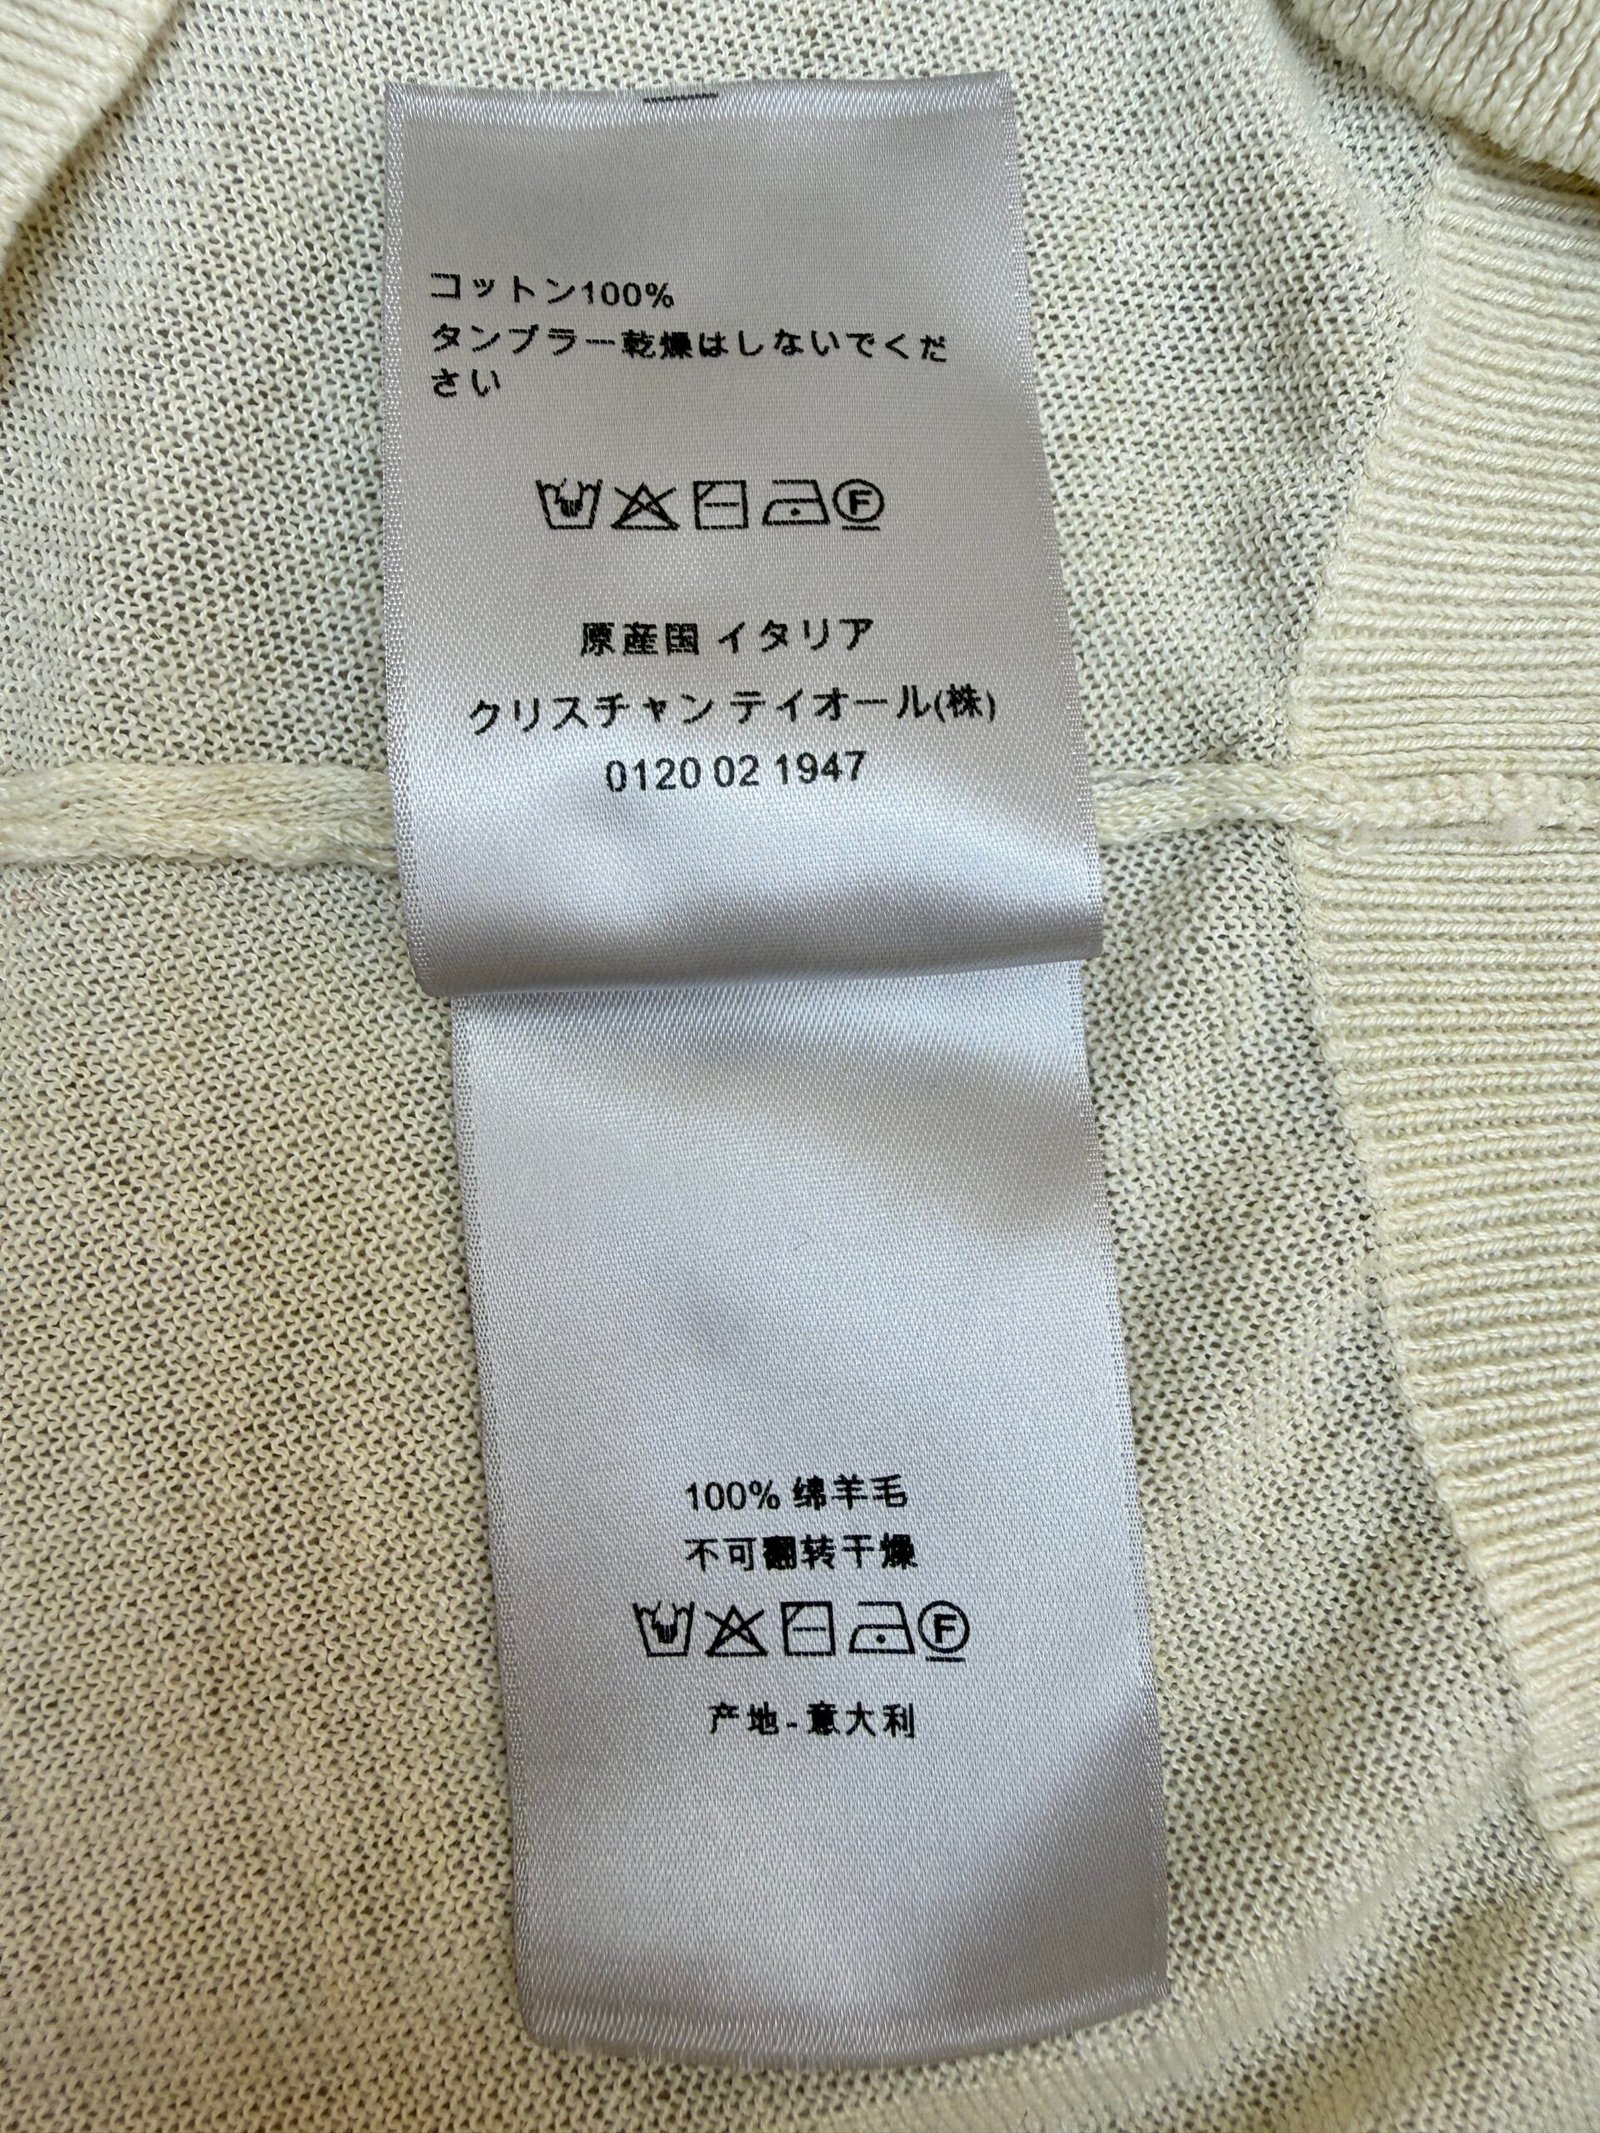 コットン100%
タンブラー乾燥はしないでくだ
さい
F
原産国 イタリア
クリスチャン テイオール(株)
0120 02 1947
100% 绵羊毛
不可翻转干燥
F
产地-意大利